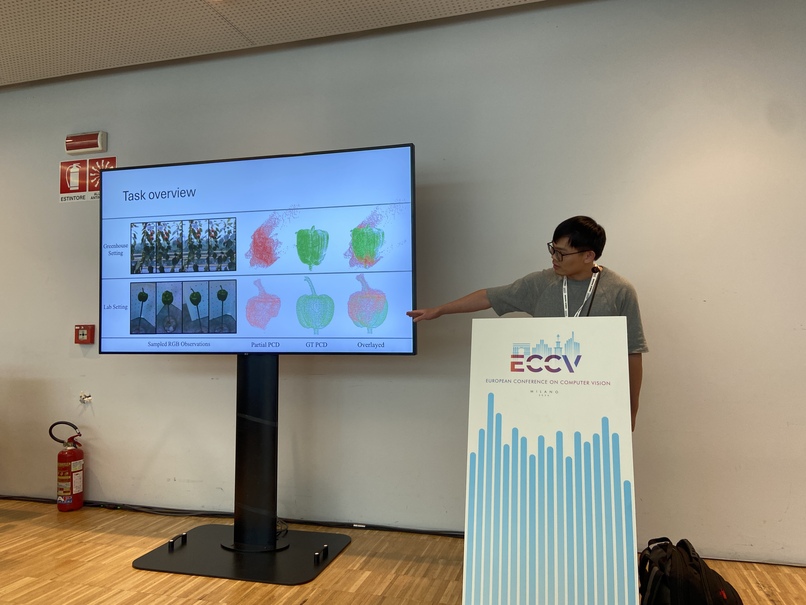 ESTINTORE
Task overview
Greenhouse
Setting
Lab Setting
Sampled RGB Observations
Partial PCD
GT PCD
Overlayed
ECCV
EUROPEAN CONFERENCE ON COMPUTER VISION
MILANO